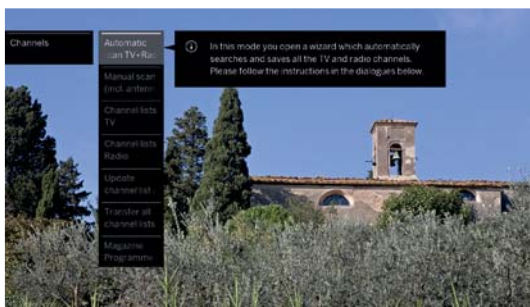 Channels
Automatic
scan TV+Rad
In this mode you open a wizard which automatically
searches and saves all the TV and radio channels.
Please follow the instructions in the dialogues below.
Manual scan
(incl. antenn
Channel lists
TV
Channel lists
Radio
Update
channel list
Transfer all
channel lists
Magazine
Programme